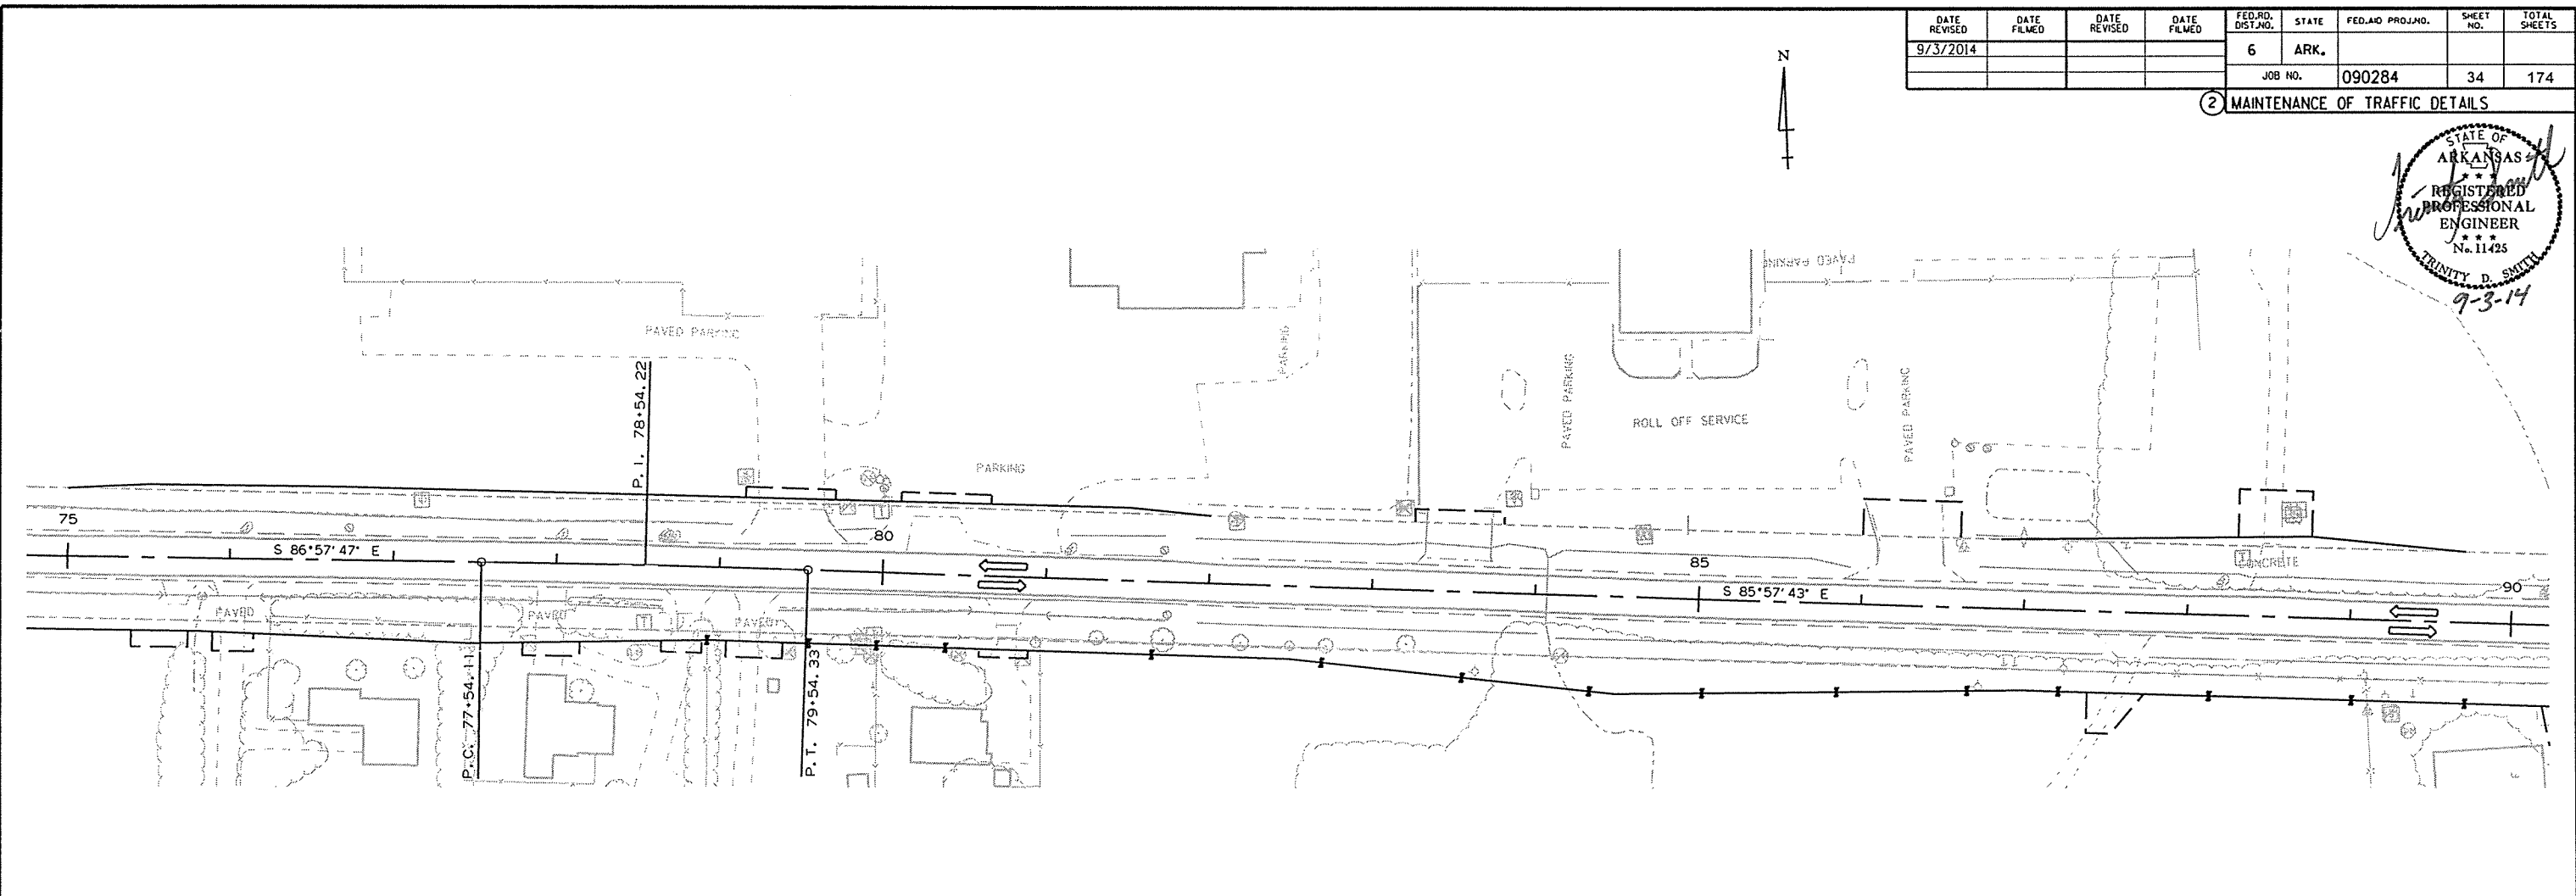 DATE REVISED
DATE FILMED
DATE REVISED
DATE FILMED
FED.RD. DIST.NO.
STATE
FED.AID PROJ.NO.
SHEET NO.
TOTAL SHEETS
9/3/2014
6
ARK.
JOB NO.
090284
34
174
2 MAINTENANCE OF TRAFFIC DETAILS
N
STATE OF
ARKANSAS
REGISTERED
PROFESSIONAL
ENGINEER
No. 11425
TRINITY D. SMITH
9-3-14
PAVED PARKING
PAVED PARKING
PARKING
PAVED PARKING
PAVED PARKING
ROLL OFF SERVICE
PARKING
P.I. 78+54.22
75
80
85
90
S 86°57'47" E
S 85°57'43" E
CONCRETE
PAVED
PAVED
PAVED
P.C. 77+54.11
P.T. 79+54.33